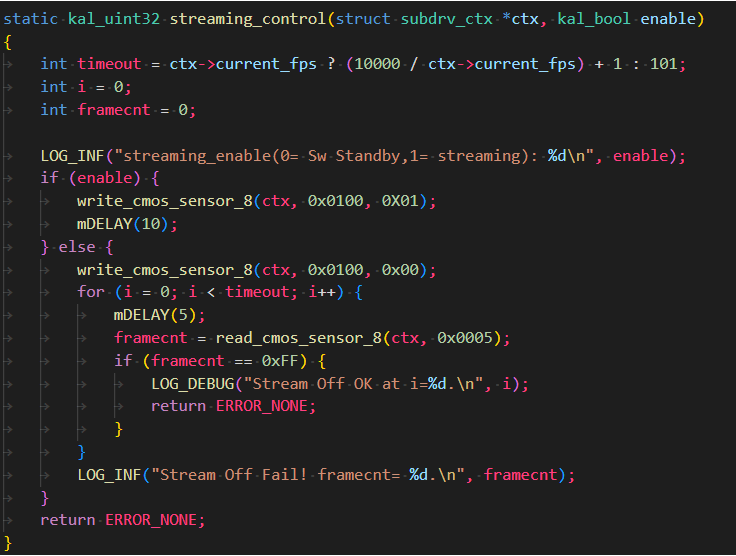 static kal_uint32 streaming_control(struct subdrv_ctx *ctx, kal_bool enable)
{
int timeout = ctx->current_fps ? (10000 / ctx->current_fps) + 1 : 101;
int i = 0;
int framecnt = 0;
LOG_INF("streaming_enable(0= Sw Standby,1= streaming): %d\n", enable);
if (enable) {
write_cmos_sensor_8(ctx, 0x0100, 0X01);
mDELAY(10);
} else {
write_cmos_sensor_8(ctx, 0x0100, 0x00);
for (i = 0; i < timeout; i++) {
mDELAY(5);
framecnt = read_cmos_sensor_8(ctx, 0x0005);
if (framecnt == 0xFF) {
LOG_DEBUG("Stream Off OK at i=%d.\n", i);
return ERROR_NONE;
}
}
LOG_INF("Stream Off Fail! framecnt= %d.\n", framecnt);
}
return ERROR_NONE;
}